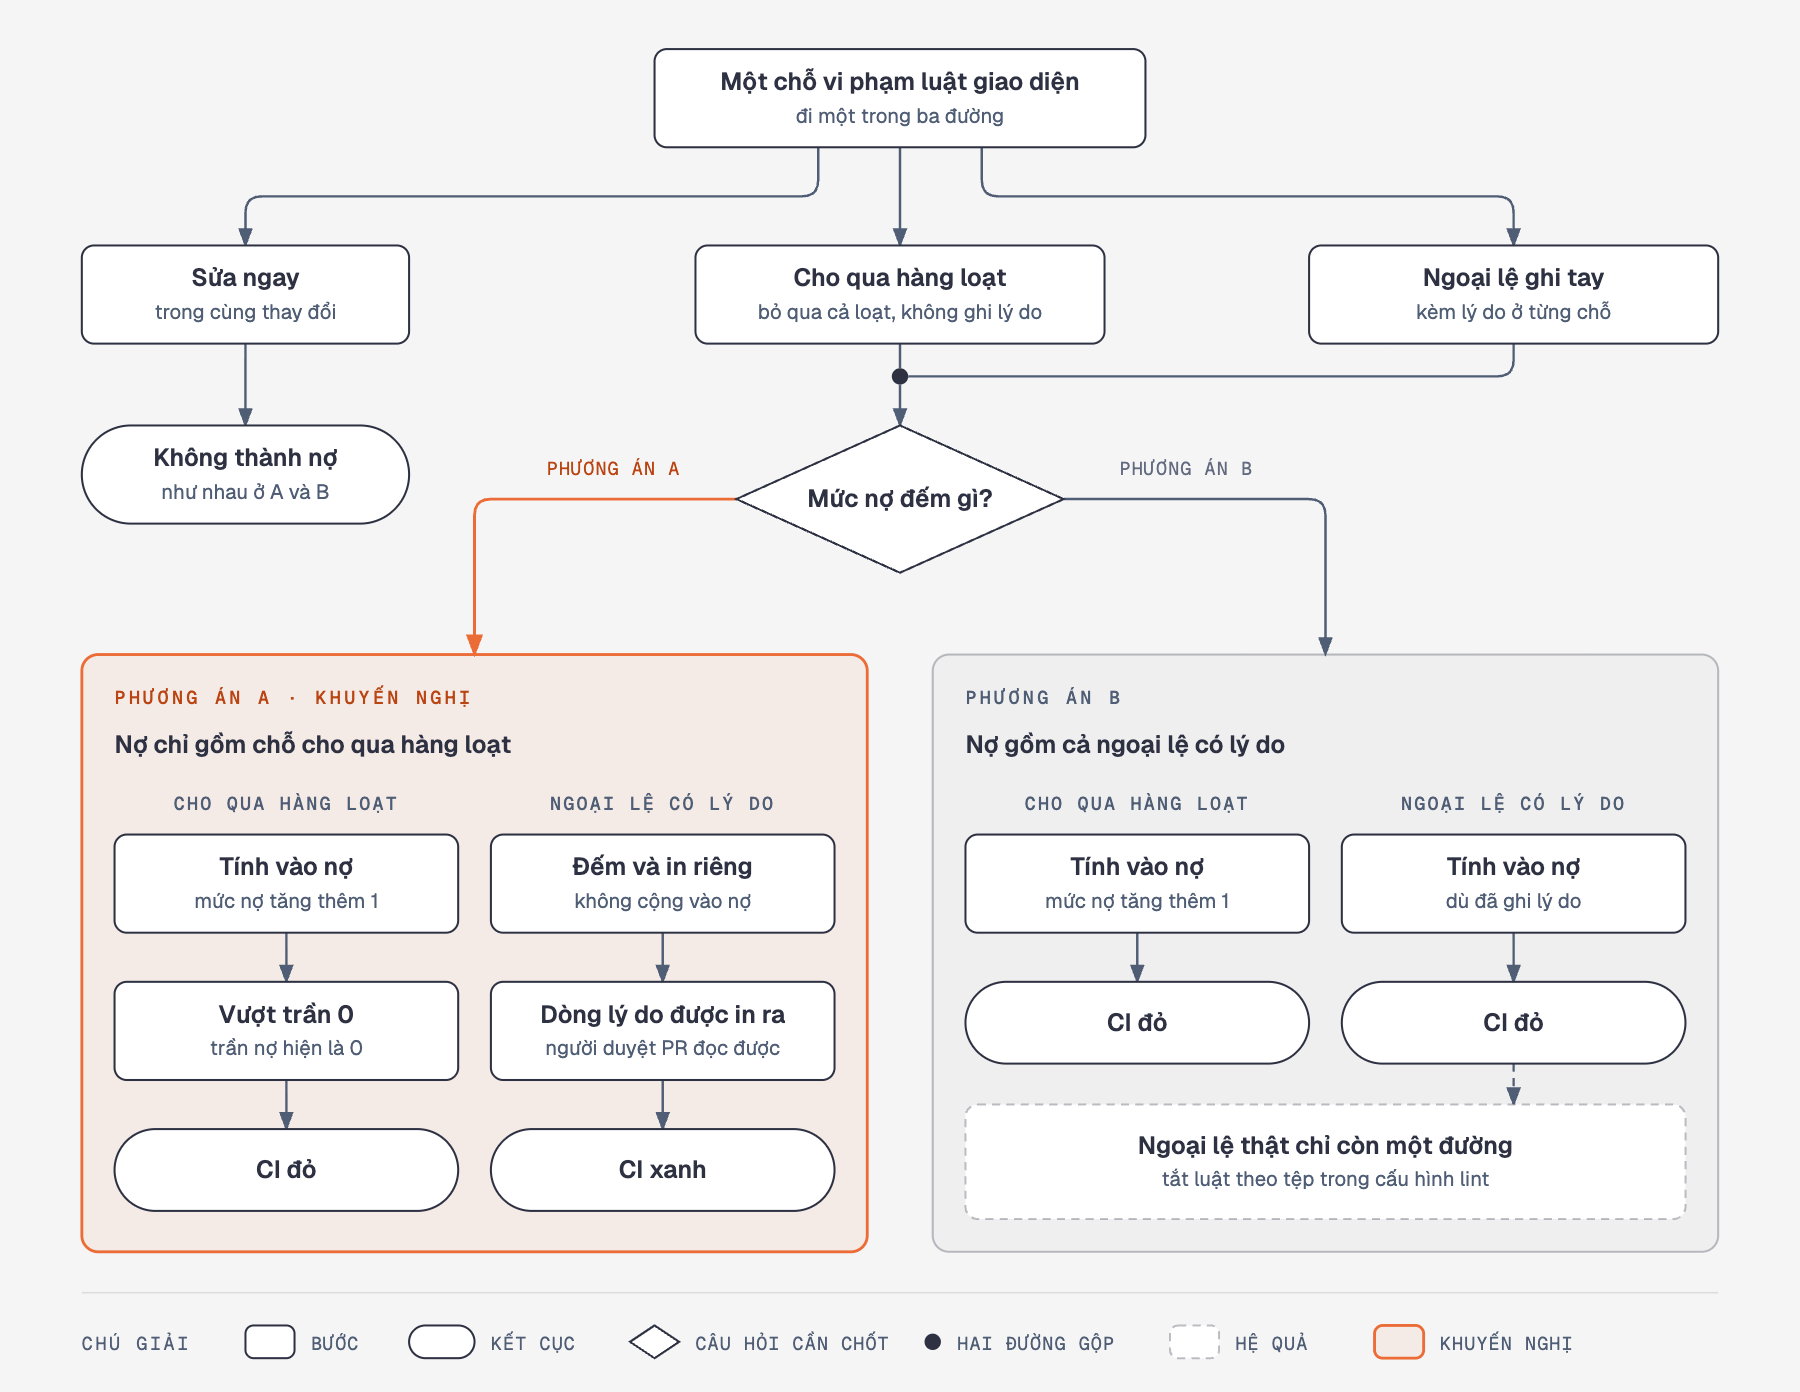 Một chỗ vi phạm luật giao diện
đi một trong ba đường
Sửa ngay
trong cùng thay đổi
Cho qua hàng loạt
bỏ qua cả loạt, không ghi lý do
Ngoại lệ ghi tay
kèm lý do ở từng chỗ
Không thành nợ
như nhau ở A và B
PHƯƠNG ÁN A
Mức nợ đếm gì?
PHƯƠNG ÁN B
PHƯƠNG ÁN A · KHUYẾN NGHỊ
Nợ chỉ gồm chỗ cho qua hàng loạt
CHO QUA HÀNG LOẠT
NGOẠI LỆ CÓ LÝ DO
Tính vào nợ
mức nợ tăng thêm 1
Đếm và in riêng
không cộng vào nợ
Vượt trần 0
trần nợ hiện là 0
Dòng lý do được in ra
người duyệt PR đọc được
CI đỏ
CI xanh
PHƯƠNG ÁN B
Nợ gồm cả ngoại lệ có lý do
CHO QUA HÀNG LOẠT
NGOẠI LỆ CÓ LÝ DO
Tính vào nợ
mức nợ tăng thêm 1
Tính vào nợ
dù đã ghi lý do
CI đỏ
CI đỏ
Ngoại lệ thật chỉ còn một đường
tắt luật theo tệp trong cấu hình lint
CHÚ GIẢI
BƯỚC
KẾT CỤC
CÂU HỎI CẦN CHỐT
HAI ĐƯỜNG GỘP
HỆ QUẢ
KHUYẾN NGHỊ